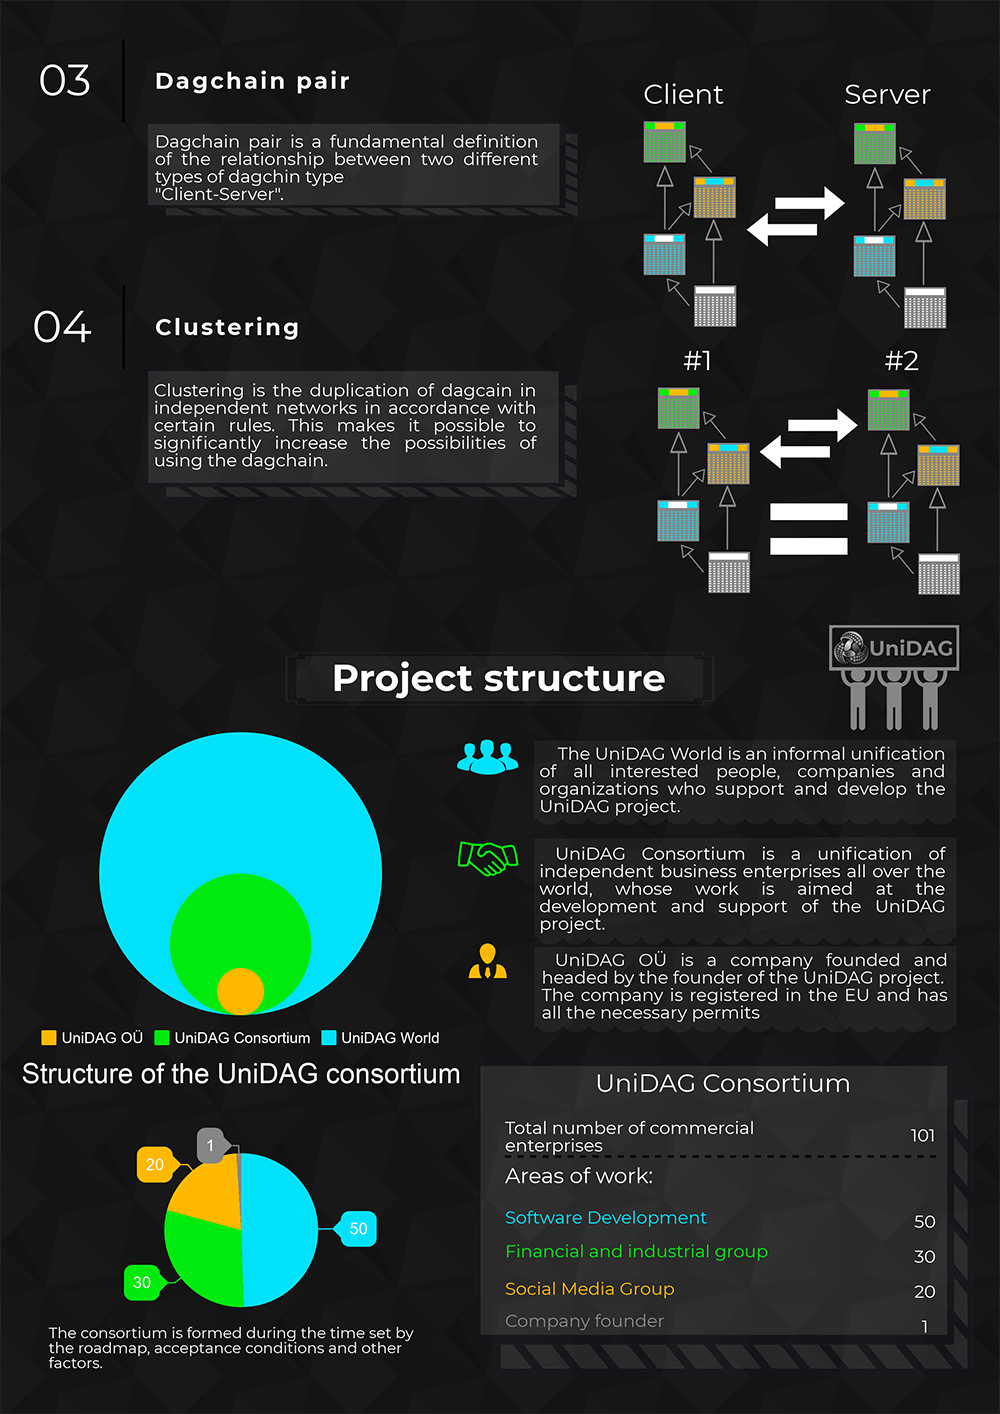 03
Dagchain pair
Dagchain pair is a fundamental definition
of the relationship between two different
types of dagchin type
"Client-Server".
Client
Server
04
Clustering
Clustering is the duplication of dagcain in
independent networks in accordance with
certain rules. This makes it possible to
significantly increase the possibilities of
using the dagchain.
#1
#2
UniDAG
Project structure
The UniDAG World is an informal unification
of all interested people, companies and
organizations who support and develop the
UniDAG project.
UniDAG Consortium is a unification of
independent business enterprises all over the
world, whose work is aimed at the
development and support of the UniDAG
project.
UniDAG OÜ is a company founded and
headed by the founder of the UniDAG project.
The company is registered in the EU and has
all the necessary permits
UniDAG OÜ
UniDAG Consortium
UniDAG World
Structure of the UniDAG consortium
1
20
50
30
The consortium is formed during the time set by
the roadmap, acceptance conditions and other
factors.
UniDAG Consortium
Total number of commercial
enterprises
101
Areas of work:
Software Development
50
Financial and industrial group
30
Social Media Group
20
Company founder
1